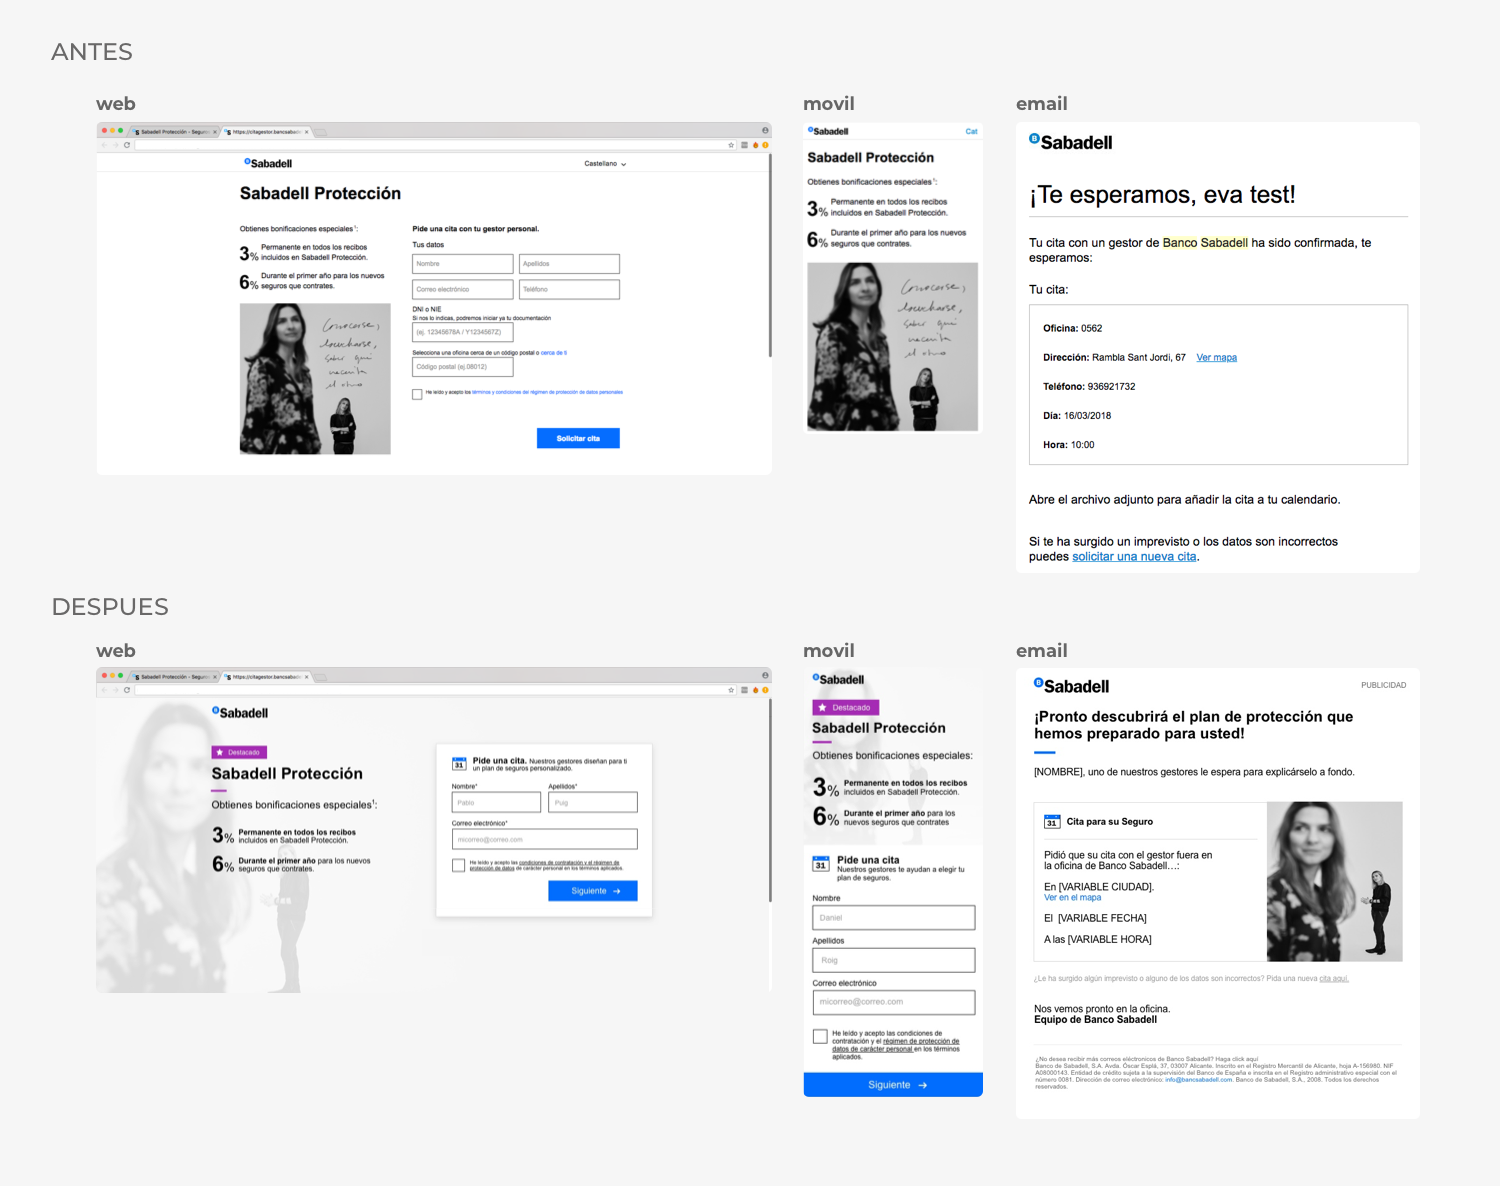 ANTES
web
Sabadell Protección - Seguro
https://citagestor.bancsabade
Sabadell
Castellano
Sabadell Protección
Obtienes bonificaciones especiales¹:
3% Permanente en todos los recibos
incluidos en Sabadell Protección.
6% Durante el primer año para los nuevos
seguros que contrates.
Conocerse,
escucharse,
saber qué
necesita
el otro
Pide una cita con tu gestor personal.
Tus datos
Nombre
Apellidos
Correo electrónico
Teléfono
DNI o NIE
Si nos lo indicas, podremos iniciar ya tu documentación
(ej. 12345678A / Y1234567Z)
Selecciona una oficina cerca de un código postal o cerca de ti
Código postal (ej.08012)
He leído y acepto los términos y condiciones del régimen de protección de datos personales
Solicitar cita
movil
Sabadell
Cat
Sabadell Protección
Obtienes bonificaciones especiales¹:
3% Permanente en todos los recibos
incluidos en Sabadell Protección.
6% Durante el primer año para los nuevos
seguros que contrates.
Conocerse,
escucharse,
saber qué
necesita
el otro
email
Sabadell
¡Te esperamos, eva test!
Tu cita con un gestor de Banco Sabadell ha sido confirmada, te
esperamos:
Tu cita:
Oficina: 0562
Dirección: Rambla Sant Jordi, 67 Ver mapa
Teléfono: 936921732
Día: 16/03/2018
Hora: 10:00
Abre el archivo adjunto para añadir la cita a tu calendario.
Si te ha surgido un imprevisto o los datos son incorrectos
puedes solicitar una nueva cita.
DESPUES
web
Sabadell Protección - Seguro
https://citagestor.bancsabade
Sabadell
Destacado
Sabadell Protección
Obtienes bonificaciones especiales¹:
3% Permanente en todos los recibos
incluidos en Sabadell Protección.
6% Durante el primer año para los nuevos
seguros que contrates.
31
Pide una cita. Nuestros gestores diseñan para ti
un plan de seguros personalizado.
Nombre*
Apellidos*
Pablo
Puig
Correo electrónico*
micorreo@correo.com
He leído y acepto las condiciones de contratación y el régimen de
protección de datos de carácter personal en los términos aplicados.
Siguiente
movil
Sabadell
Destacado
Sabadell Protección
Obtienes bonificaciones especiales:
3% Permanente en todos los recibos
incluidos en Sabadell Protección.
6% Durante el primer año para los
nuevos seguros que contrates
31
Pide una cita
Nuestros gestores te ayudan a elegir tu
plan de seguros.
Nombre
Daniel
Apellidos
Roig
Correo electrónico
micorreo@correo.com
He leído y acepto las condiciones de
contratación y el régimen de protección de
datos de carácter personal en los términos
aplicados.
Siguiente
email
Sabadell
PUBLICIDAD
¡Pronto descubrirá el plan de protección que
hemos preparado para usted!
[NOMBRE], uno de nuestros gestores le espera para explicárselo a fondo.
31
Cita para su Seguro
Pidió que su cita con el gestor fuera en
la oficina de Banco Sabadell...:
En [VARIABLE CIUDAD].
Ver en el mapa
El [VARIABLE FECHA]
A las [VARIABLE HORA]
¿Le ha surgido algún imprevisto o alguno de los datos son incorrectos? Pida una nueva cita aquí.
Nos vemos pronto en la oficina.
Equipo de Banco Sabadell
¿No desea recibir más correos eléctronicos de Banco Sabadell? Haga click aquí
Banco de Sabadell, S.A. Avda. Óscar Esplá, 37, 03007 Alicante. Inscrito en el Registro Mercantil de Alicante, hoja A-156980. NIF
A08000143. Entidad de crédito sujeta a la supervisión del Banco de España e inscrita en el Registro administrativo especial con el
número 0081. Dirección de correo electrónico: info@bancsabadell.com. Banco de Sabadell, S.A., 2008. Todos los derechos
reservados.